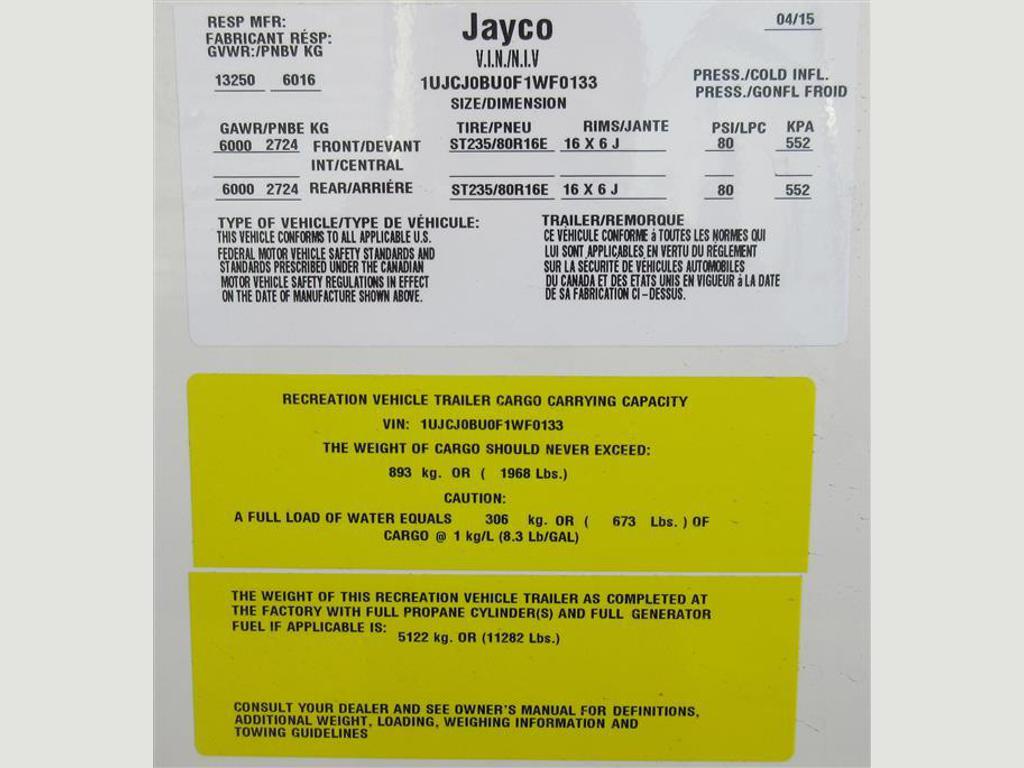 RESP MFR:
FABRICANT RÉSP:
GVWR:/PNBV KG
13250 6016
Jayco
V.I.N./N.I.V
1UJCJ0BU0F1WF0133
SIZE/DIMENSION
04/15
PRESS./COLD INFL.
PRESS./GONFL FROID
GAWR/PNBE KG TIRE/PNEU RIMS/JANTE PSI/LPC KPA
6000 2724 FRONT/DEVANT ST235/80R16E 16 X 6 J 80 552
INT/CENTRAL
6000 2724 REAR/ARRIÈRE ST235/80R16E 16 X 6 J 80 552
TYPE OF VEHICLE/TYPE DE VÉHICULE:
THIS VEHICLE CONFORMS TO ALL APPLICABLE U.S.
FEDERAL MOTOR VEHICLE SAFETY STANDARDS AND
STANDARDS PRESCRIBED UNDER THE CANADIAN
MOTOR VEHICLE SAFETY REGULATIONS IN EFFECT
ON THE DATE OF MANUFACTURE SHOWN ABOVE.
TRAILER/REMORQUE
CE VÉHICULE CONFORME à TOUTES LES NORMES QUI
LUI SONT APPLICABLES EN VERTU DU RÉGLEMENT
SUR LA SÉCURITÉ DE VÉHICULES AUTOMOBILES
DU CANADA ET DES ETATS UNIS EN VIGUEUR à LA DATE
DE SA FABRICATION CI-DESSUS.
RECREATION VEHICLE TRAILER CARGO CARRYING CAPACITY
VIN: 1UJCJ0BU0F1WF0133
THE WEIGHT OF CARGO SHOULD NEVER EXCEED:
893 kg. OR ( 1968 Lbs.)
CAUTION:
A FULL LOAD OF WATER EQUALS 306 kg. OR ( 673 Lbs. ) OF
CARGO @ 1 kg/L (8.3 Lb/GAL)
THE WEIGHT OF THIS RECREATION VEHICLE TRAILER AS COMPLETED AT
THE FACTORY WITH FULL PROPANE CYLINDER(S) AND FULL GENERATOR
FUEL IF APPLICABLE IS:
5122 kg. OR (11282 Lbs.)
CONSULT YOUR DEALER AND SEE OWNER'S MANUAL FOR DEFINITIONS,
ADDITIONAL WEIGHT, LOADING, WEIGHING INFORMATION AND
TOWING GUIDELINES